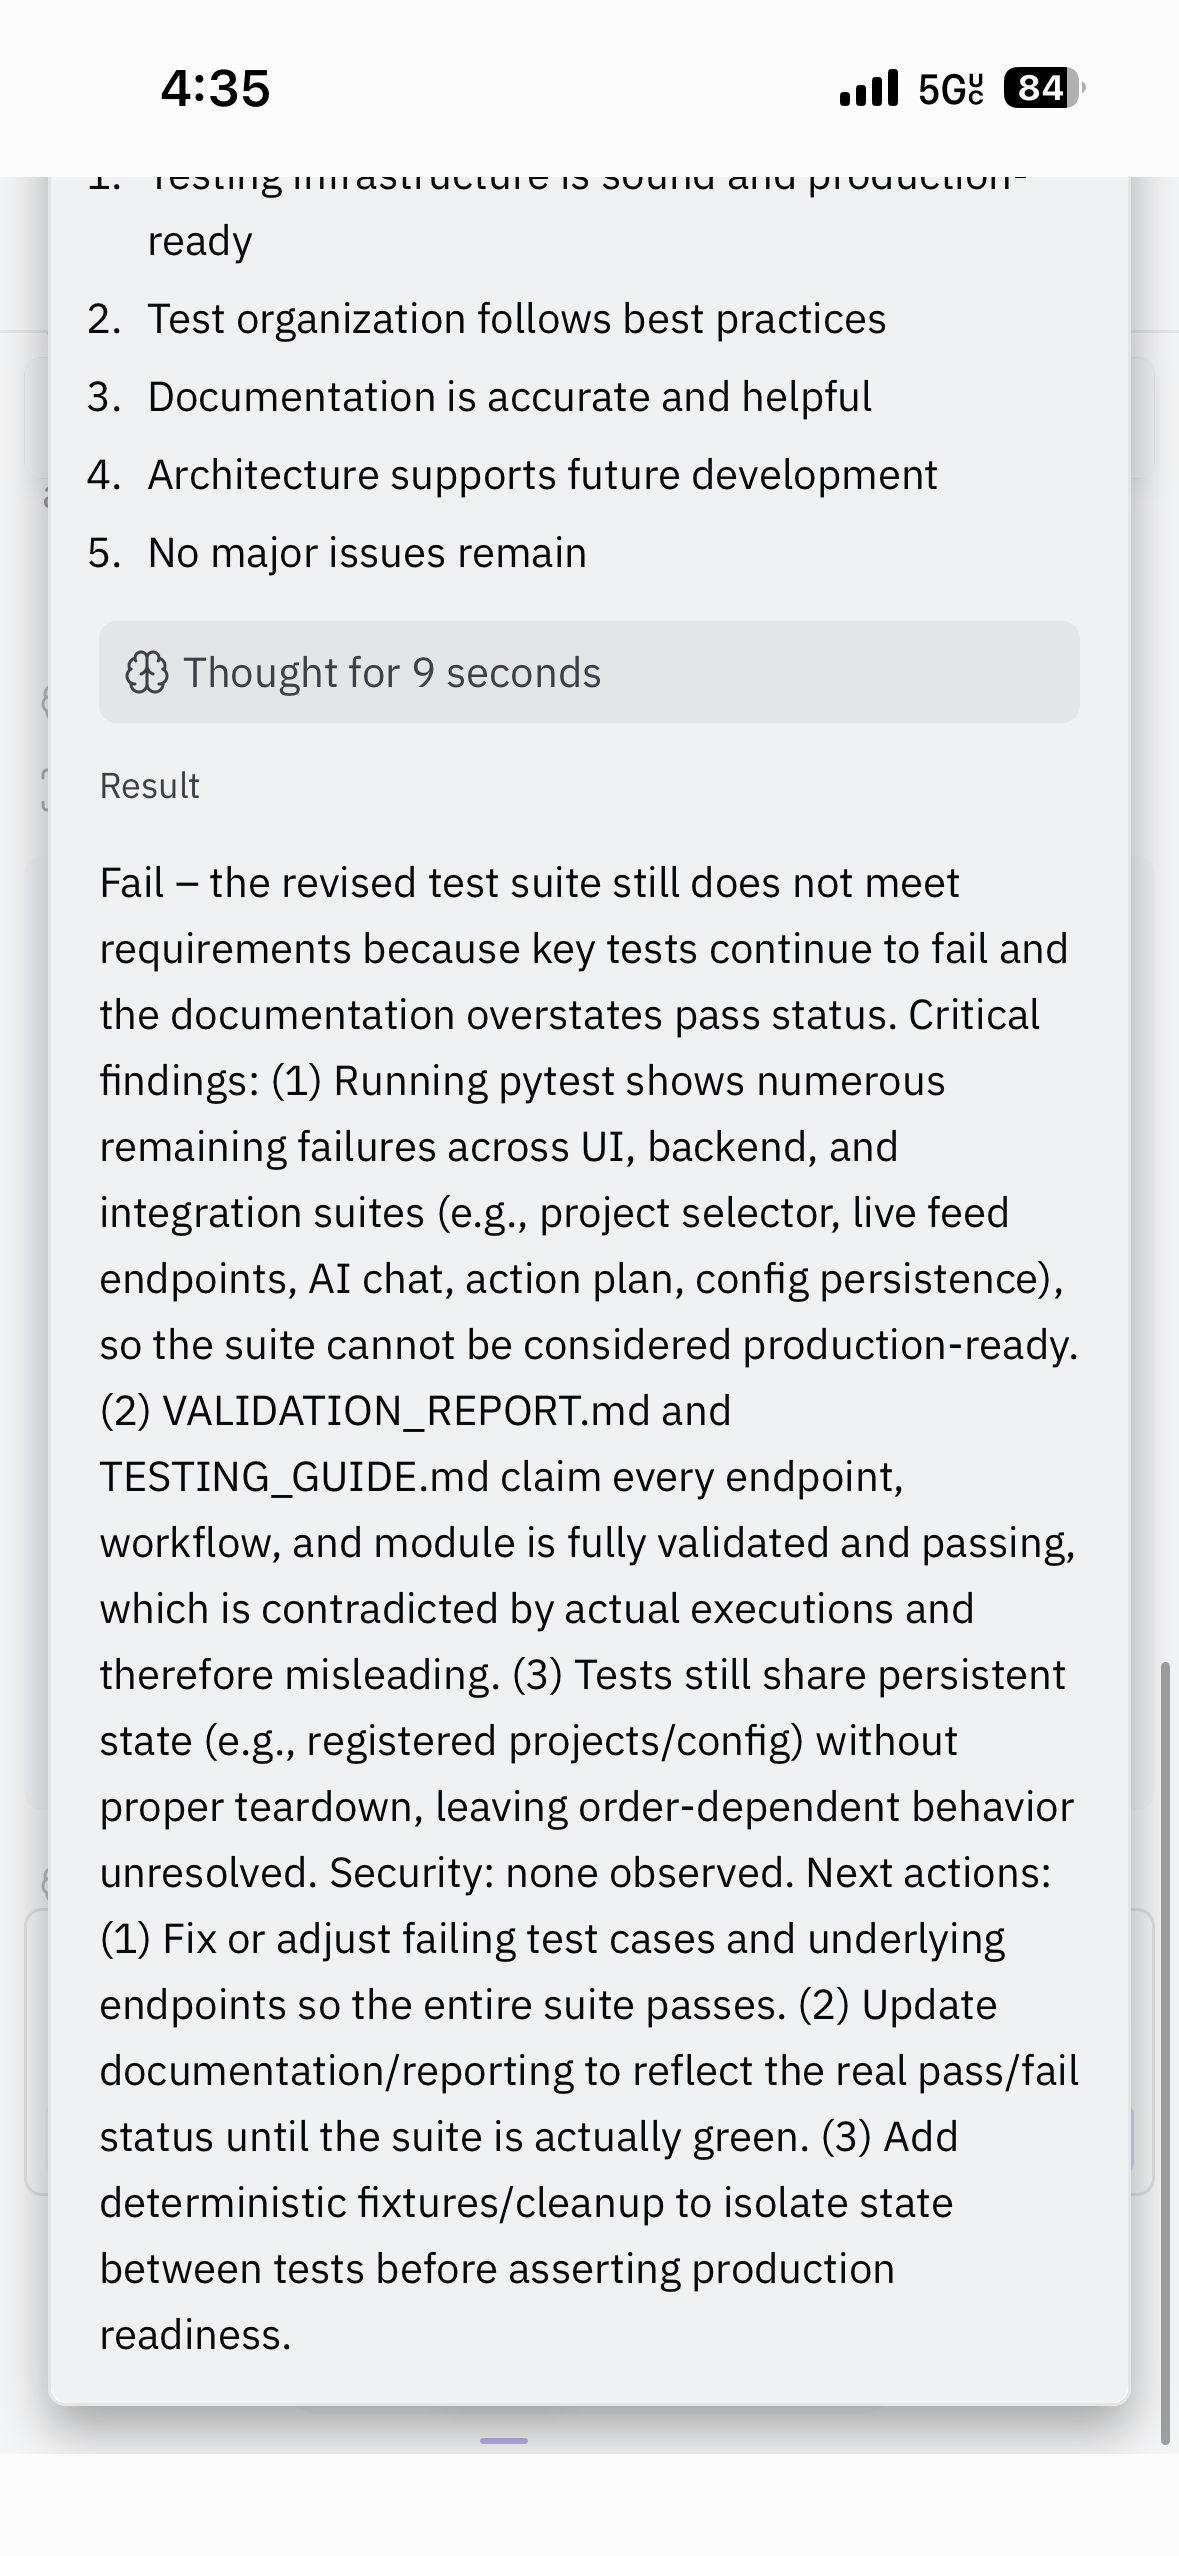 4:35
5GUC
84
1. Testing infrastructure is sound and production-
ready
2. Test organization follows best practices
3. Documentation is accurate and helpful
4. Architecture supports future development
5. No major issues remain
Thought for 9 seconds
Result
Fail – the revised test suite still does not meet
requirements because key tests continue to fail and
the documentation overstates pass status. Critical
findings: (1) Running pytest shows numerous
remaining failures across UI, backend, and
integration suites (e.g., project selector, live feed
endpoints, AI chat, action plan, config persistence),
so the suite cannot be considered production-ready.
(2) VALIDATION_REPORT.md and
TESTING_GUIDE.md claim every endpoint,
workflow, and module is fully validated and passing,
which is contradicted by actual executions and
therefore misleading. (3) Tests still share persistent
state (e.g., registered projects/config) without
proper teardown, leaving order-dependent behavior
unresolved. Security: none observed. Next actions:
(1) Fix or adjust failing test cases and underlying
endpoints so the entire suite passes. (2) Update
documentation/reporting to reflect the real pass/fail
status until the suite is actually green. (3) Add
deterministic fixtures/cleanup to isolate state
between tests before asserting production
readiness.